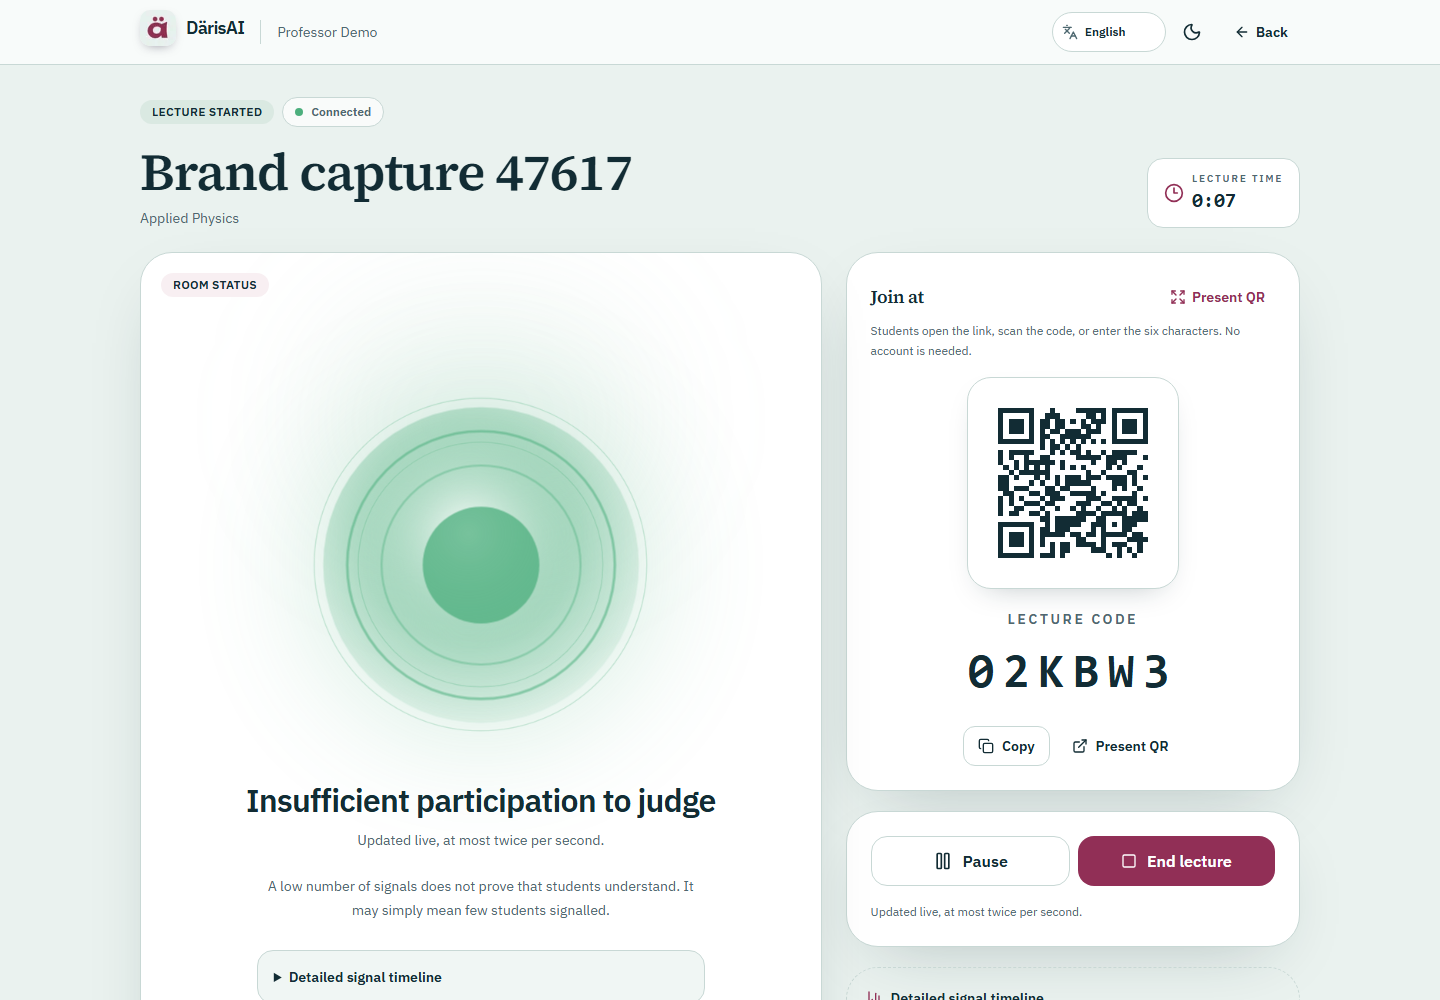 ä DärisAI
Professor Demo
English
Back
LECTURE STARTED
Connected
Brand capture 47617
Applied Physics
LECTURE TIME
0:07
ROOM STATUS
Insufficient participation to judge
Updated live, at most twice per second.
A low number of signals does not prove that students understand. It
may simply mean few students signalled.
Detailed signal timeline
Join at
Present QR
Students open the link, scan the code, or enter the six characters. No
account is needed.
LECTURE CODE
02KBW3
Copy
Present QR
Pause
End lecture
Updated live, at most twice per second.
Detailed signal timeline